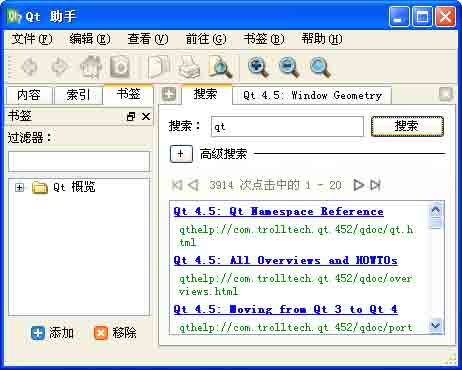 Qt 助手
文件(F) 编辑(E) 查看(V) 前往(G) 书签(B) 帮助(H)
内容 索引 书签
搜索 Qt 4.5: Window Geometry
书签
过滤器:
搜索: qt 搜索
+ 高级搜索
3914 次点击中的 1 - 20
Qt 概览
Qt 4.5: Qt Namespace Reference
qthelp://com.trolltech.qt.452/qdoc/qt.h
tml
Qt 4.5: All Overviews and HOWTOs
qthelp://com.trolltech.qt.452/qdoc/over
views.html
Qt 4.5: Moving from Qt 3 to Qt 4
qthelp://com.trolltech.qt.452/qdoc/port
添加 移除